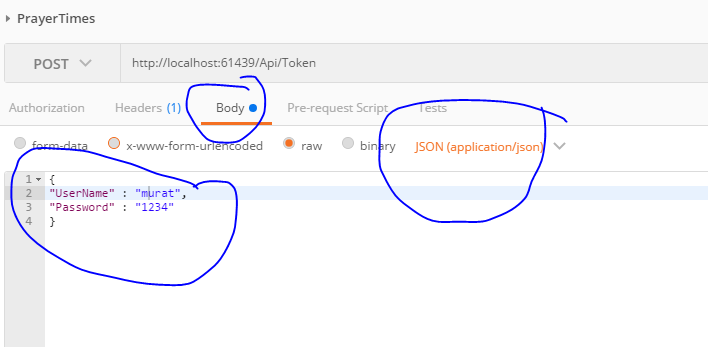 PrayerTimes
POST http://localhost:61439/Api/Token
Authorization Headers (1) Body Pre-request Script Tests
form-data x-www-form-urlencoded raw binary JSON (application/json)
1 {
2 "UserName" : "murat",
3 "Password" : "1234"
4 }